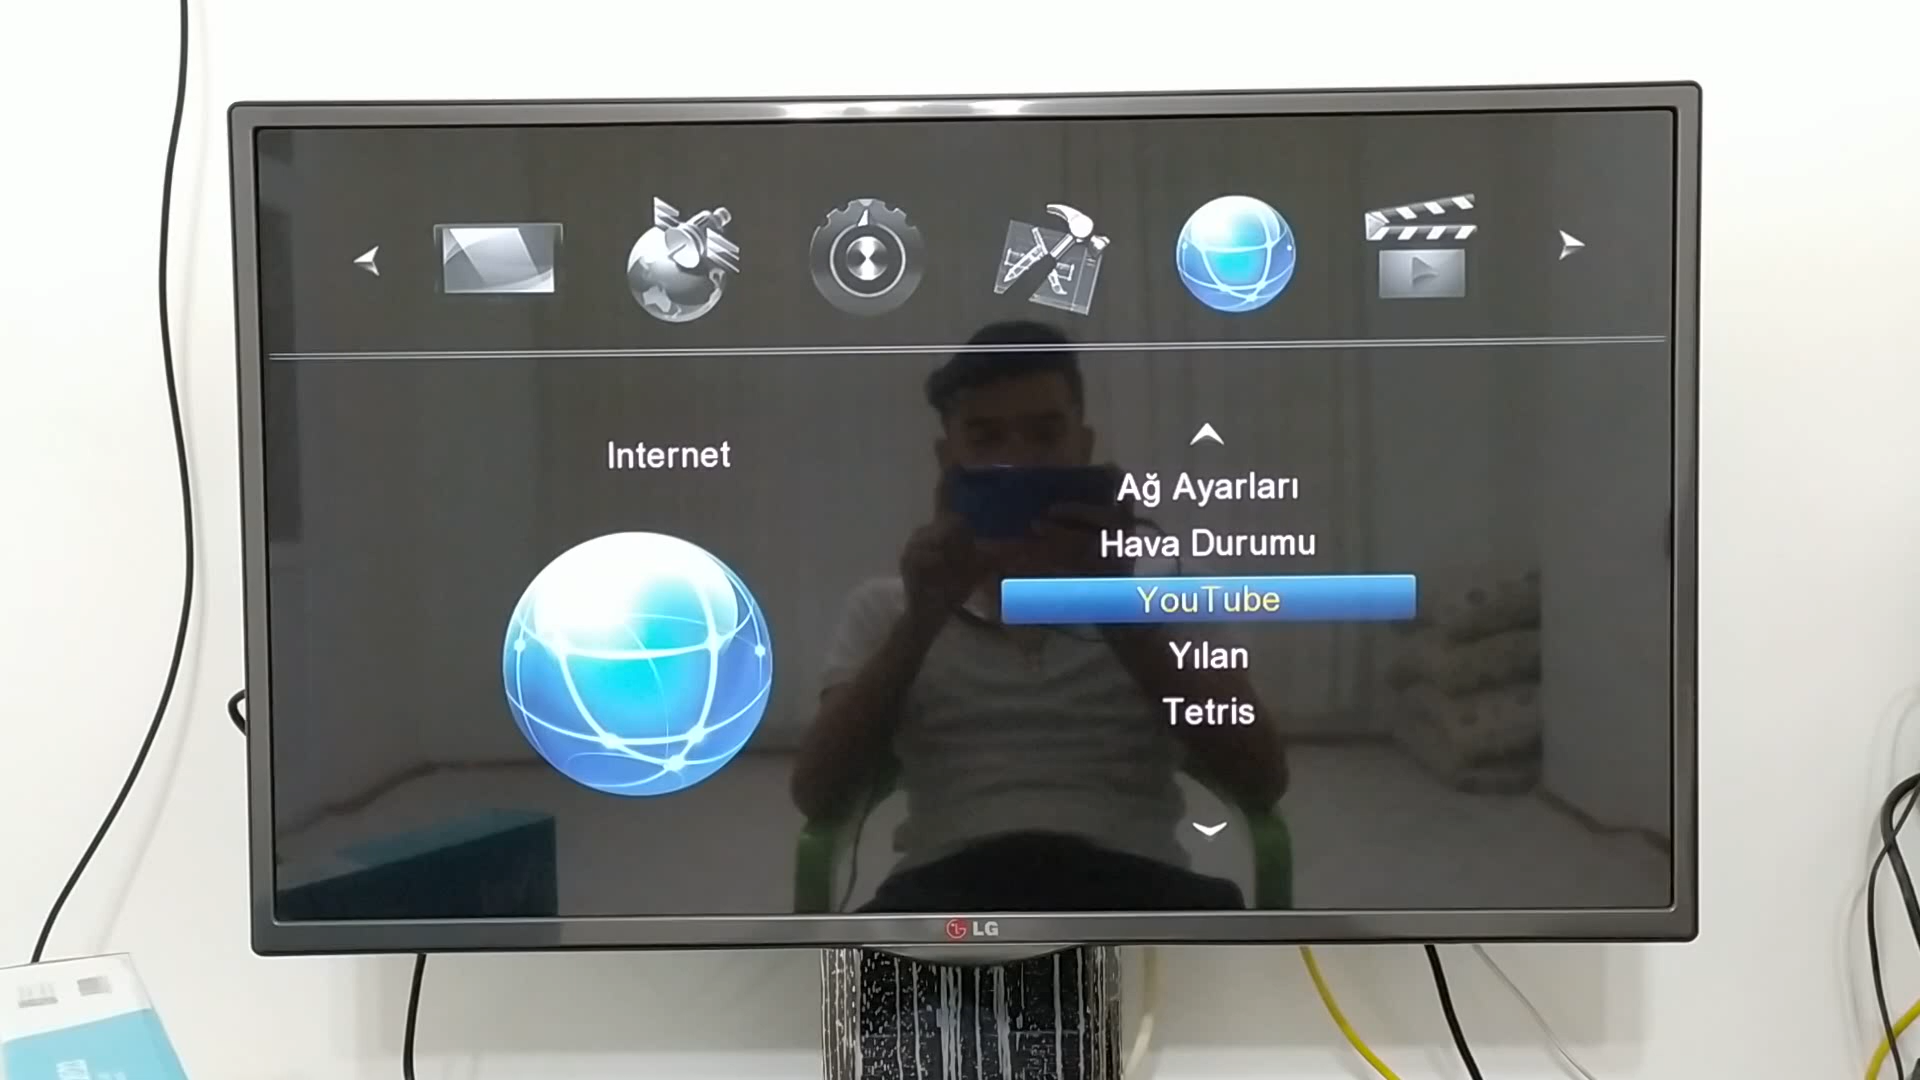 Internet
Ağ Ayarları
Hava Durumu
YouTube
Yılan
Tetris
LG